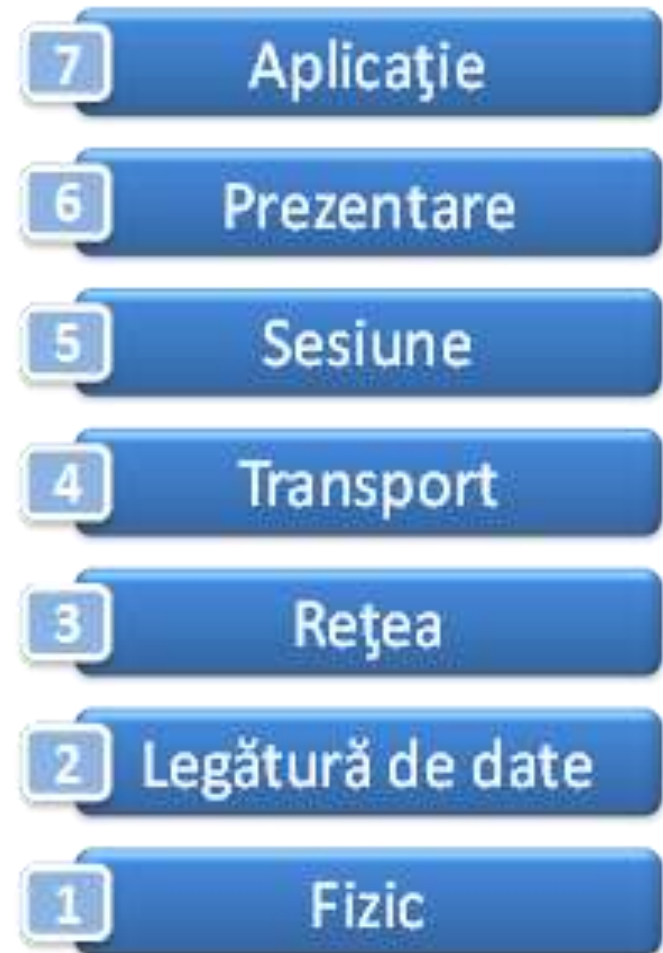 7 Aplicaţie
6 Prezentare
5 Sesiune
4 Transport
3 Reţea
2 Legătură de date
1 Fizic